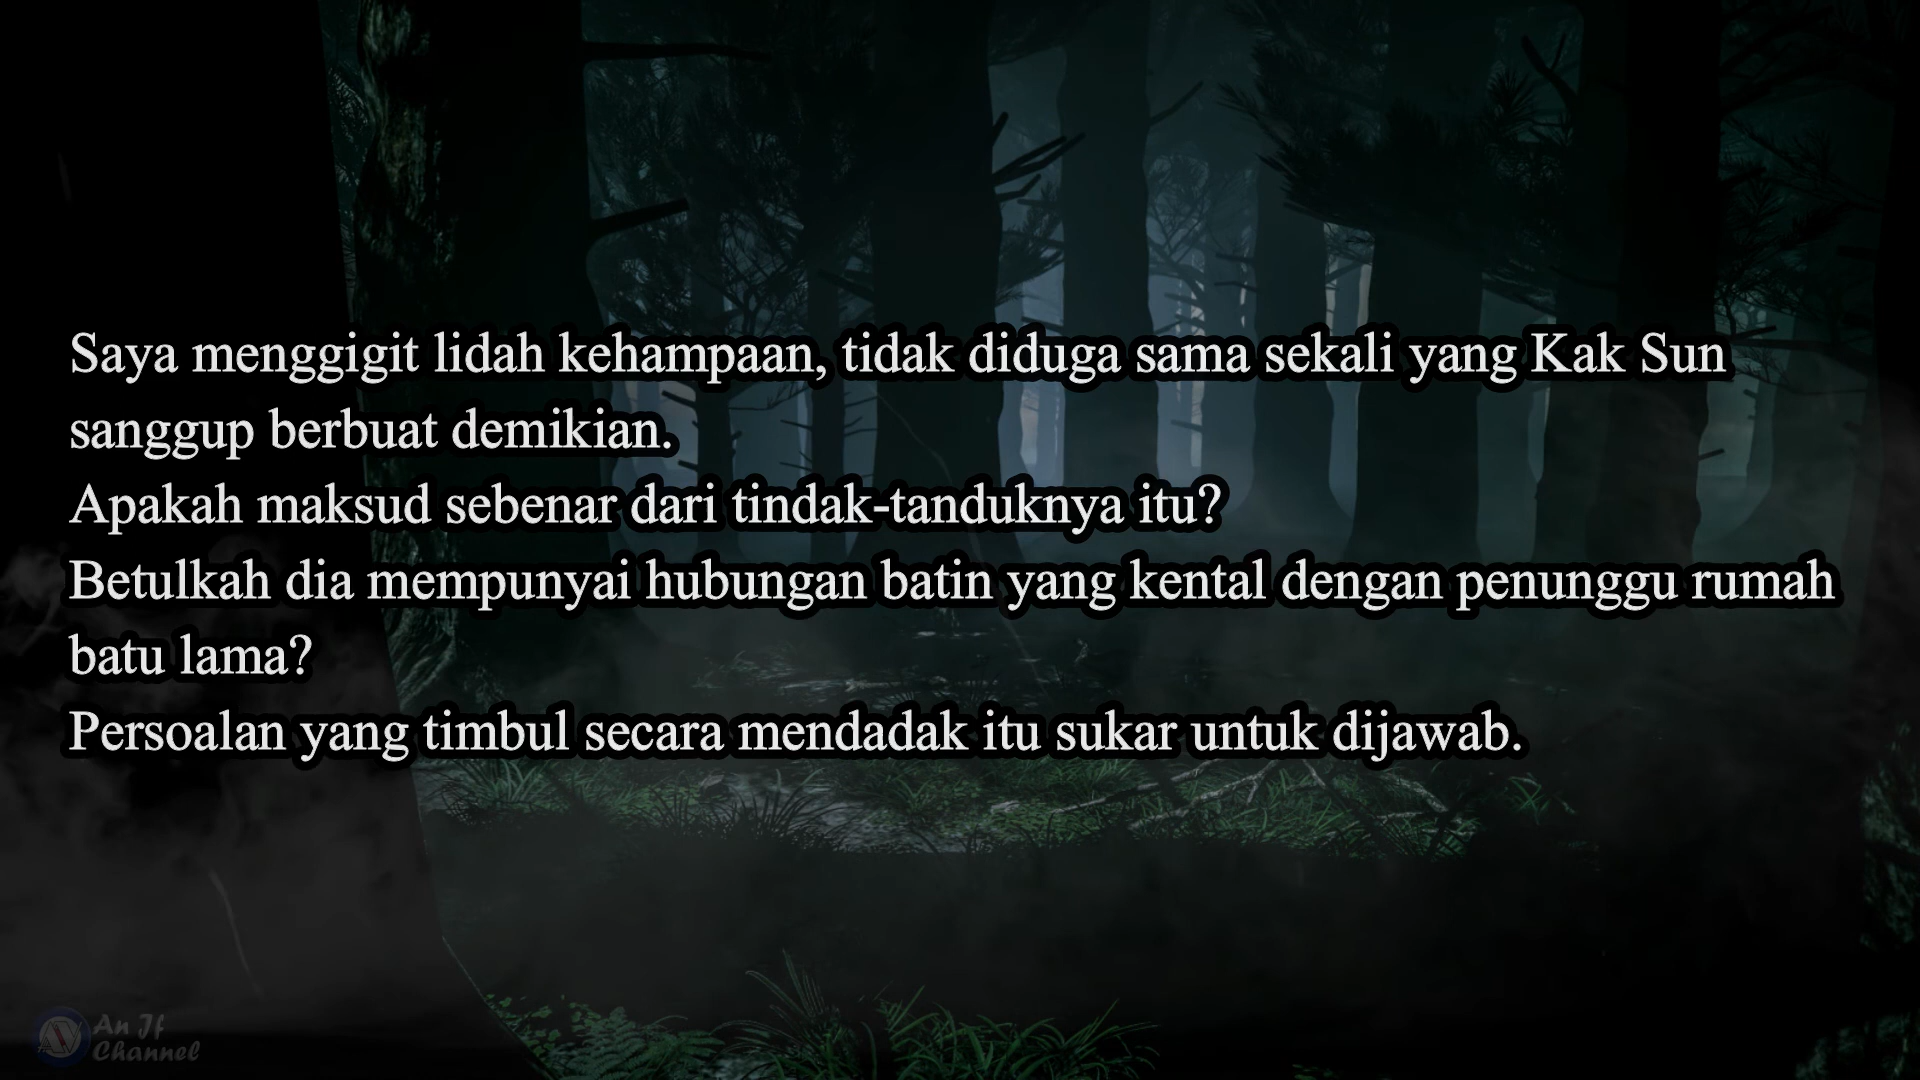 Saya menggigit lidah kehampaan, tidak diduga sama sekali yang Kak Sun
sanggup berbuat demikian.
Apakah maksud sebenar dari tindak-tanduknya itu?
Betulkah dia mempunyai hubungan batin yang kental dengan penunggu rumah
batu lama?
Persoalan yang timbul secara mendadak itu sukar untuk dijawab.
An If
Channel